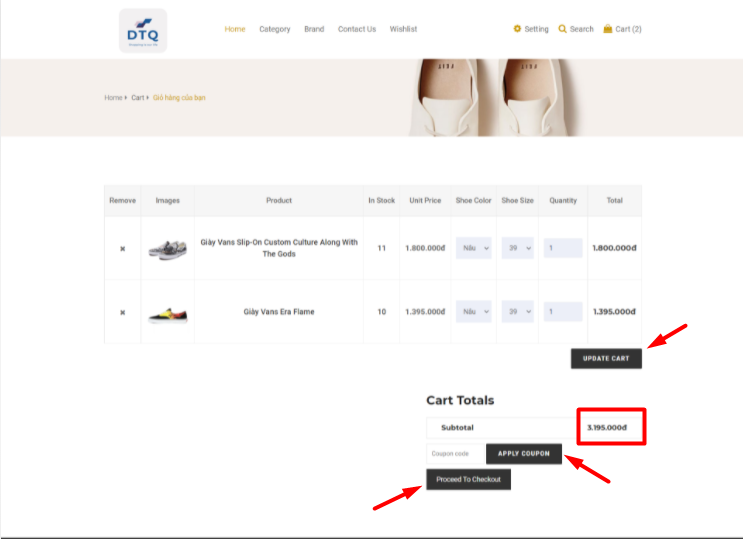 DTQ
Home Category Brand Contact Us Wishlist Setting Search Cart (2)
Home Cart Giỏ hàng của bạn
Remove Images Product In Stock Unit Price Shoe Color Shoe Size Quantity Total
Giày Vans Slip-On Custom Culture Along With
The Gods
11 1.800.000đ Nâu 39 1 1.800.000đ
Giày Vans Era Flame 10 1.395.000đ Nâu 39 1 1.395.000đ
UPDATE CART
Cart Totals
Subtotal 3.195.000đ
Coupon code APPLY COUPON
Proceed To Checkout